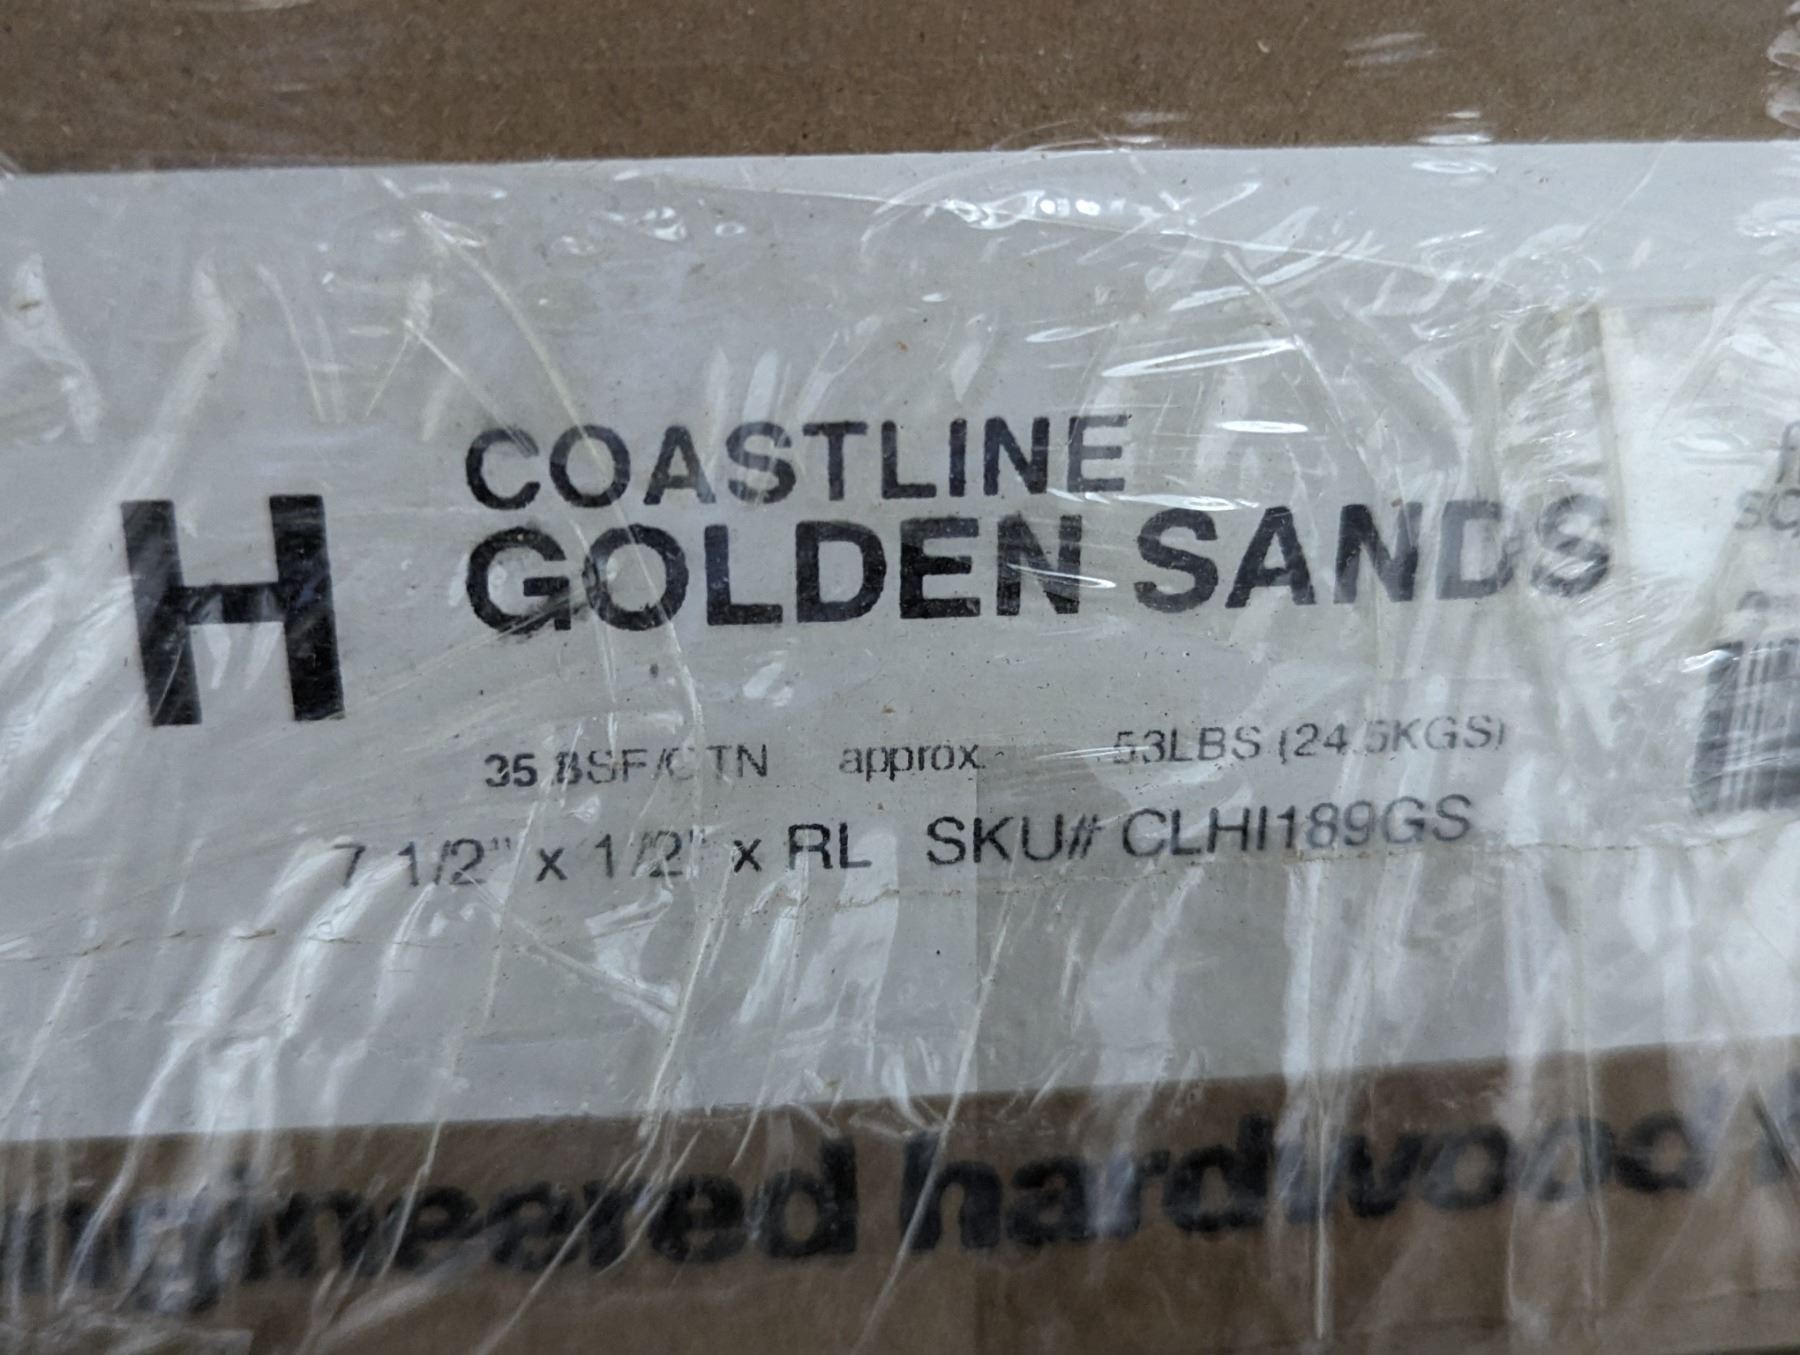 COASTLINE
H GOLDEN SANDS
35 BSF/CTN approx. 53LBS (24.5KGS)
7 1/2" x 1/2" x RL SKU# CLHI189GS
ngineered hardwood